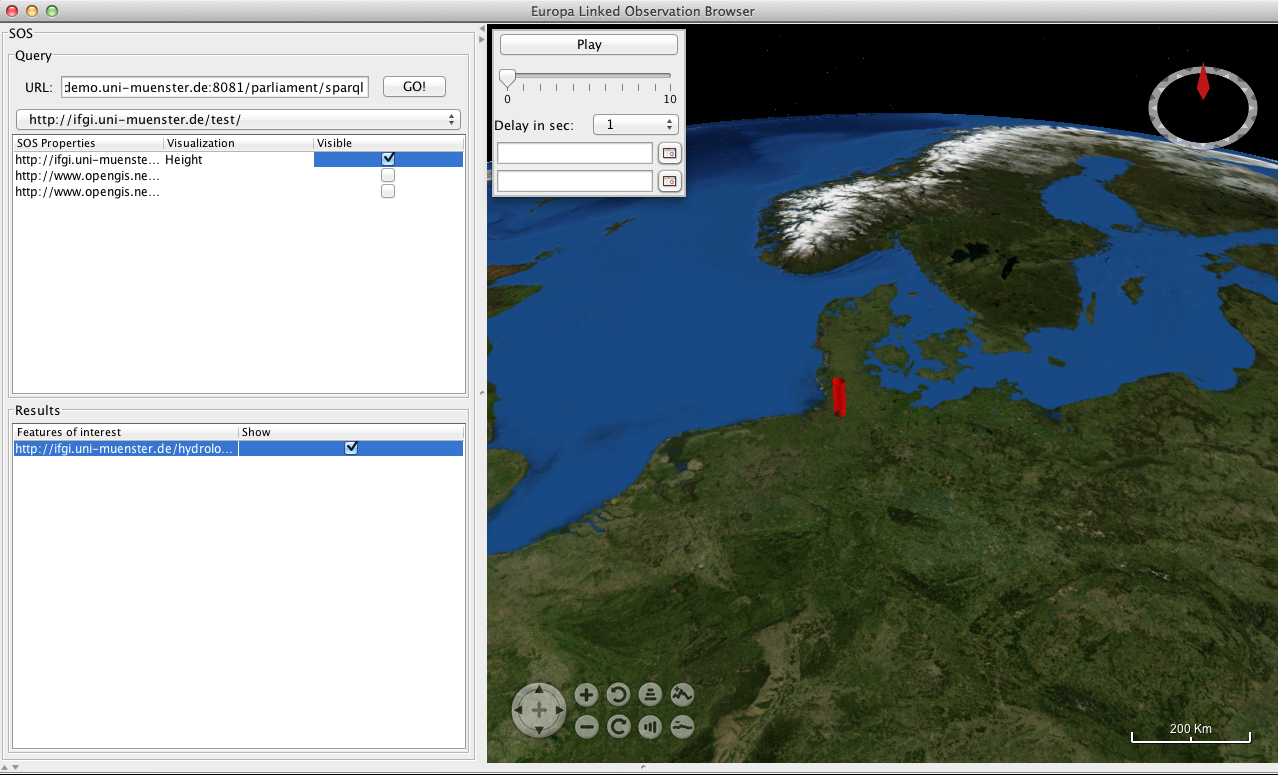 Europa Linked Observation Browser
SOS
Query
URL: demo.uni-muenster.de:8081/parliament/sparql GO!
http://ifgi.uni-muenster.de/test/
SOS Properties Visualization Visible
http://ifgi.uni-muenste... Height
http://www.opengis.ne...
http://www.opengis.ne...
Results
Features of interest Show
http://ifgi.uni-muenster.de/hydrolo...
Play
0 10
Delay in sec: 1
200 Km